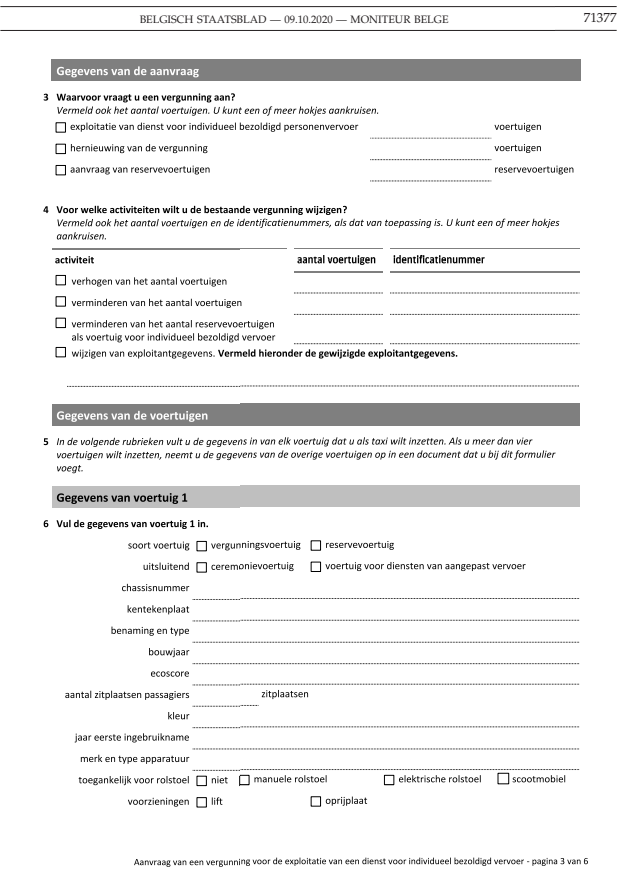 BELGISCH STAATSBLAD — 09.10.2020 — MONITEUR BELGE 71377
Gegevens van de aanvraag
3 Waarvoor vraagt u een vergunning aan?
Vermeld ook het aantal voertuigen. U kunt een of meer hokjes aankruisen.
exploitatie van dienst voor individueel bezoldigd personenvervoer voertuigen
hernieuwing van de vergunning voertuigen
aanvraag van reservevoertuigen reservevoertuigen
4 Voor welke activiteiten wilt u de bestaande vergunning wijzigen?
Vermeld ook het aantal voertuigen en de identificatienummers, als dat van toepassing is. U kunt een of meer hokjes
aankruisen.
activiteit aantal voertuigen identificatienummer
verhogen van het aantal voertuigen
verminderen van het aantal voertuigen
verminderen van het aantal reservevoertuigen
als voertuig voor individueel bezoldigd vervoer
wijzigen van exploitantgegevens. Vermeld hieronder de gewijzigde exploitantgegevens.
Gegevens van de voertuigen
5 In de volgende rubrieken vult u de gegevens in van elk voertuig dat u als taxi wilt inzetten. Als u meer dan vier
voertuigen wilt inzetten, neemt u de gegevens van de overige voertuigen op in een document dat u bij dit formulier
voegt.
Gegevens van voertuig 1
6 Vul de gegevens van voertuig 1 in.
soort voertuig vergunningsvoertuig reservevoertuig
uitsluitend ceremonievoertuig voertuig voor diensten van aangepast vervoer
chassisnummer
kentekenplaat
benaming en type
bouwjaar
ecoscore
aantal zitplaatsen passagiers zitplaatsen
kleur
jaar eerste ingebruikname
merk en type apparatuur
toegankelijk voor rolstoel niet manuele rolstoel elektrische rolstoel scootmobiel
voorzieningen lift oprijplaat
Aanvraag van een vergunning voor de exploitatie van een dienst voor individueel bezoldigd vervoer - pagina 3 van 6